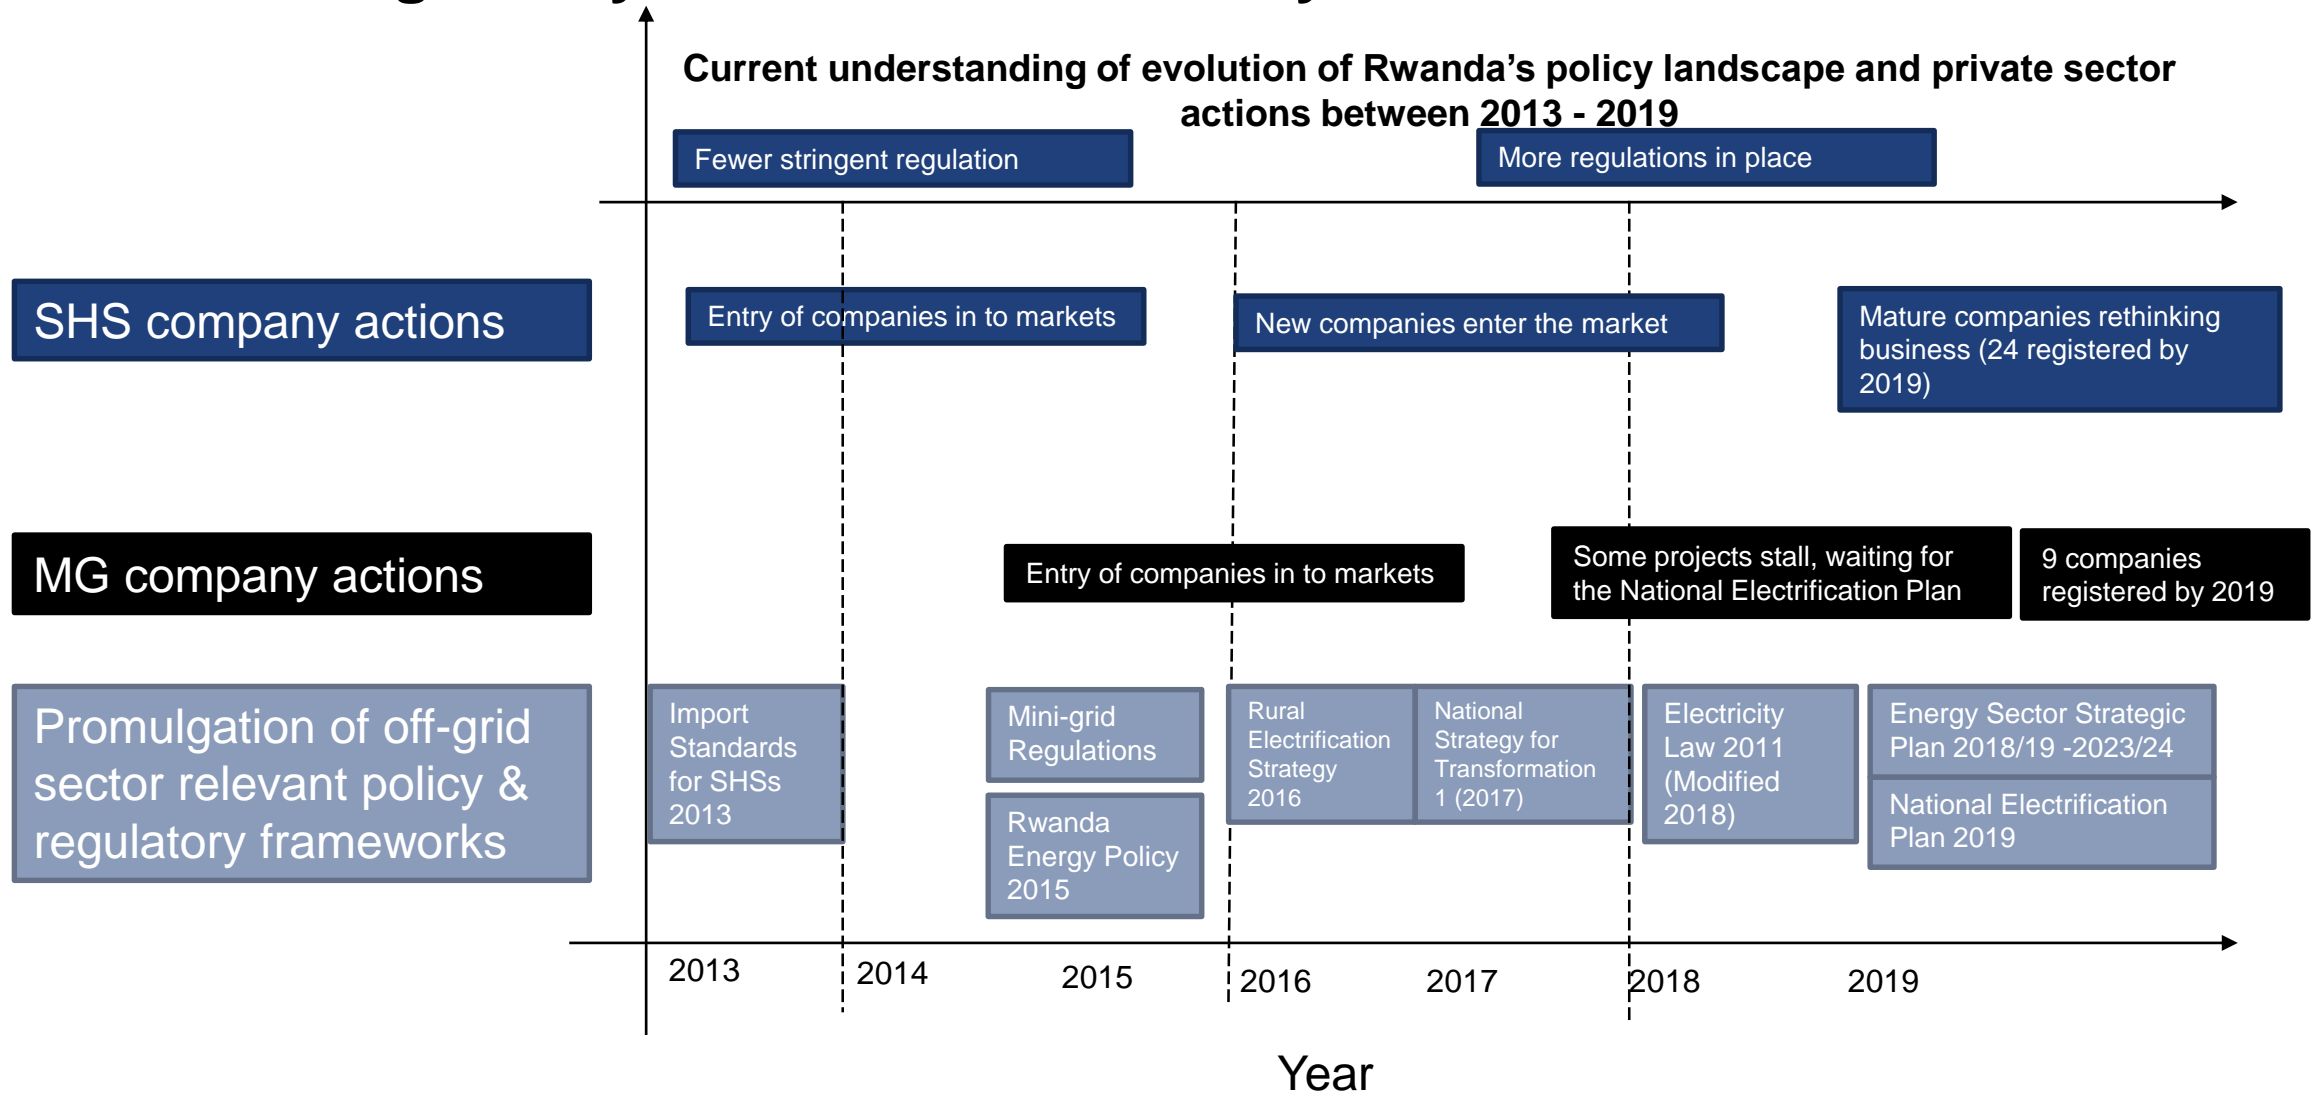 Current understanding of evolution of Rwanda's policy landscape and private sector
actions between 2013 - 2019
Fewer stringent regulation
More regulations in place
SHS company actions
Entry of companies in to markets
New companies enter the market
Mature companies rethinking
business (24 registered by
2019)
MG company actions
Entry of companies in to markets
Some projects stall, waiting for
the National Electrification Plan
9 companies
registered by 2019
Promulgation of off-grid
sector relevant policy &
regulatory frameworks
Import
Standards
for SHSs
2013
Mini-grid
Regulations
Rwanda
Energy Policy
2015
Rural
Electrification
Strategy
2016
National
Strategy for
Transformation
1 (2017)
Electricity
Law 2011
(Modified
2018)
Energy Sector Strategic
Plan 2018/19 -2023/24
National Electrification
Plan 2019
2013
2014
2015
2016
2017
2018
2019
Year